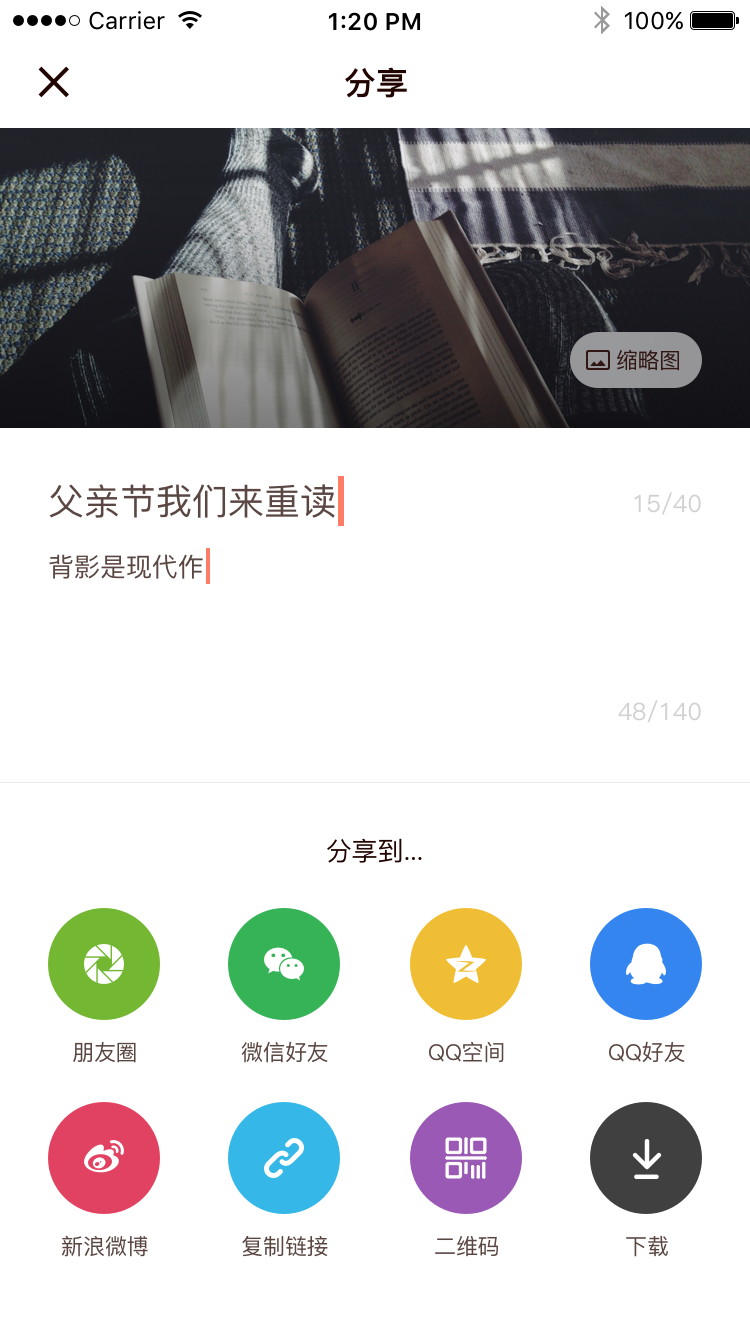 Carrier 1:20 PM 100%
分享
缩略图
父亲节我们来重读 15/40
背影是现代作
48/140
分享到...
朋友圈 微信好友 QQ空间 QQ好友
新浪微博 复制链接 二维码 下载